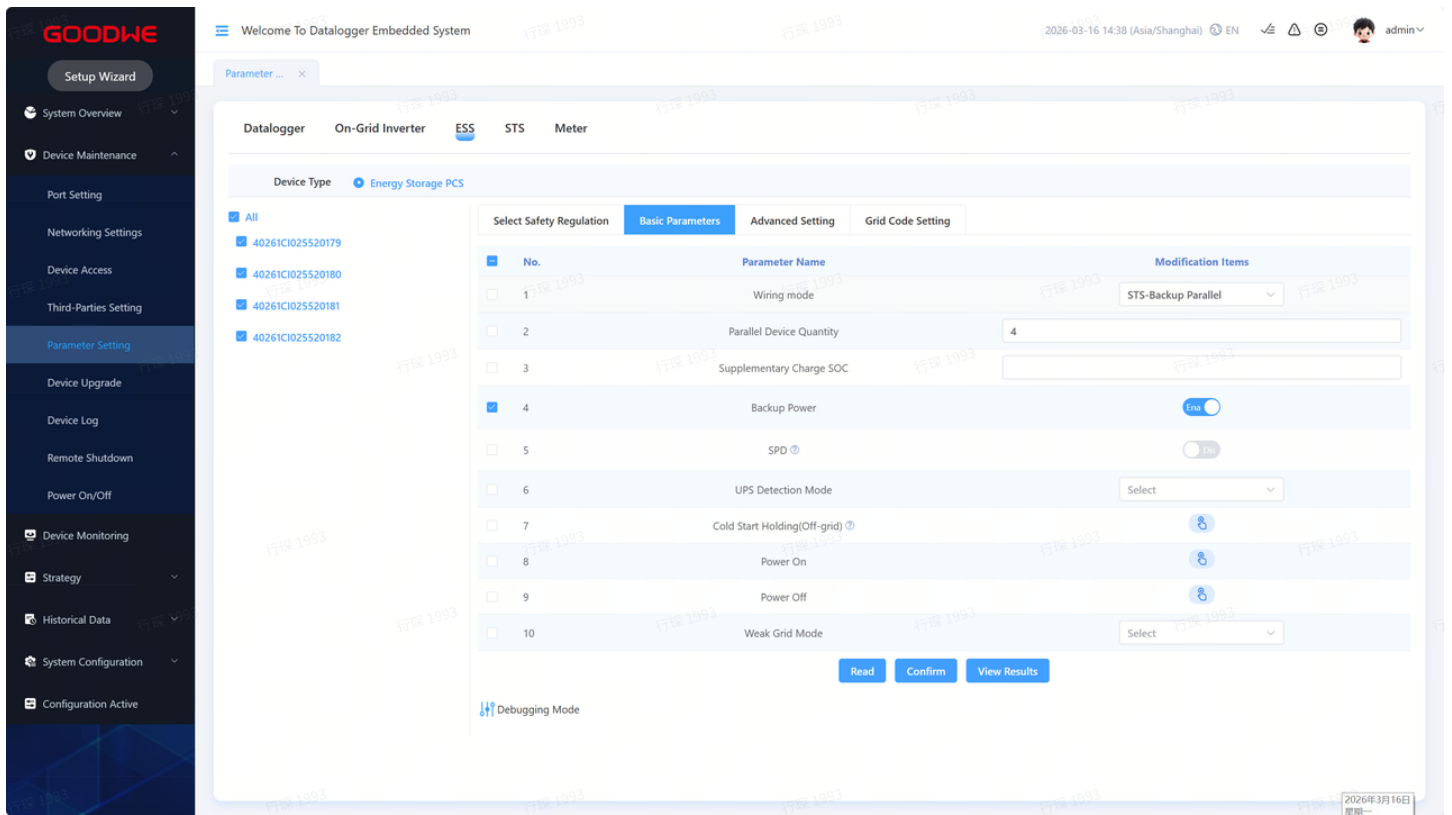 GOODWE
Welcome To Datalogger Embedded System
2026-03-16 14:38 (Asia/Shanghai) EN admin
Setup Wizard
Parameter ... ×
System Overview
Device Maintenance
Port Setting
Networking Settings
Device Access
Third-Parties Setting
Parameter Setting
Device Upgrade
Device Log
Remote Shutdown
Power On/Off
Device Monitoring
Strategy
Historical Data
System Configuration
Configuration Active
Datalogger On-Grid Inverter ESS STS Meter
Device Type Energy Storage PCS
All
40261CI025520179
40261CI025520180
40261CI025520181
40261CI025520182
Select Safety Regulation Basic Parameters Advanced Setting Grid Code Setting
No. Parameter Name Modification Items
1 Wiring mode STS-Backup Parallel
2 Parallel Device Quantity 4
3 Supplementary Charge SOC
4 Backup Power Ena
5 SPD Dis
6 UPS Detection Mode Select
7 Cold Start Holding(Off-grid)
8 Power On
9 Power Off
10 Weak Grid Mode Select
Read Confirm View Results
Debugging Mode
2026年3月16日
星期一
行琛 1993